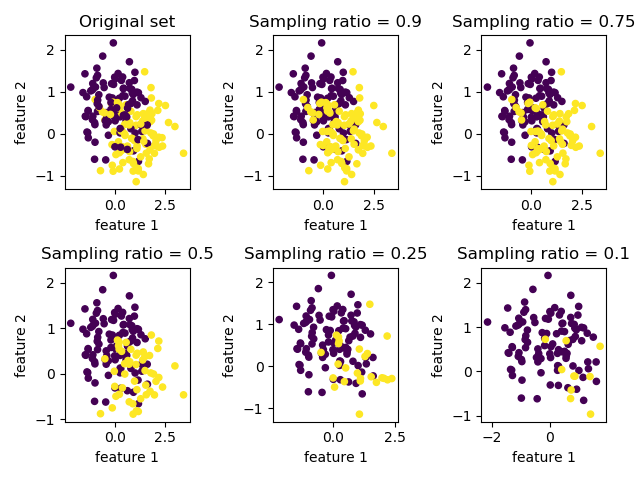 Original set
Sampling ratio = 0.9
Sampling ratio = 0.75
feature 2
2
1
0
−1
0.0
2.5
feature 1
feature 2
2
1
0
−1
0.0
2.5
feature 1
feature 2
2
1
0
−1
0.0
2.5
feature 1
Sampling ratio = 0.5
Sampling ratio = 0.25
Sampling ratio = 0.1
feature 2
2
1
0
−1
0.0
2.5
feature 1
feature 2
2
1
0
−1
0.0
2.5
feature 1
feature 2
2
1
0
−1
−2
0
feature 1